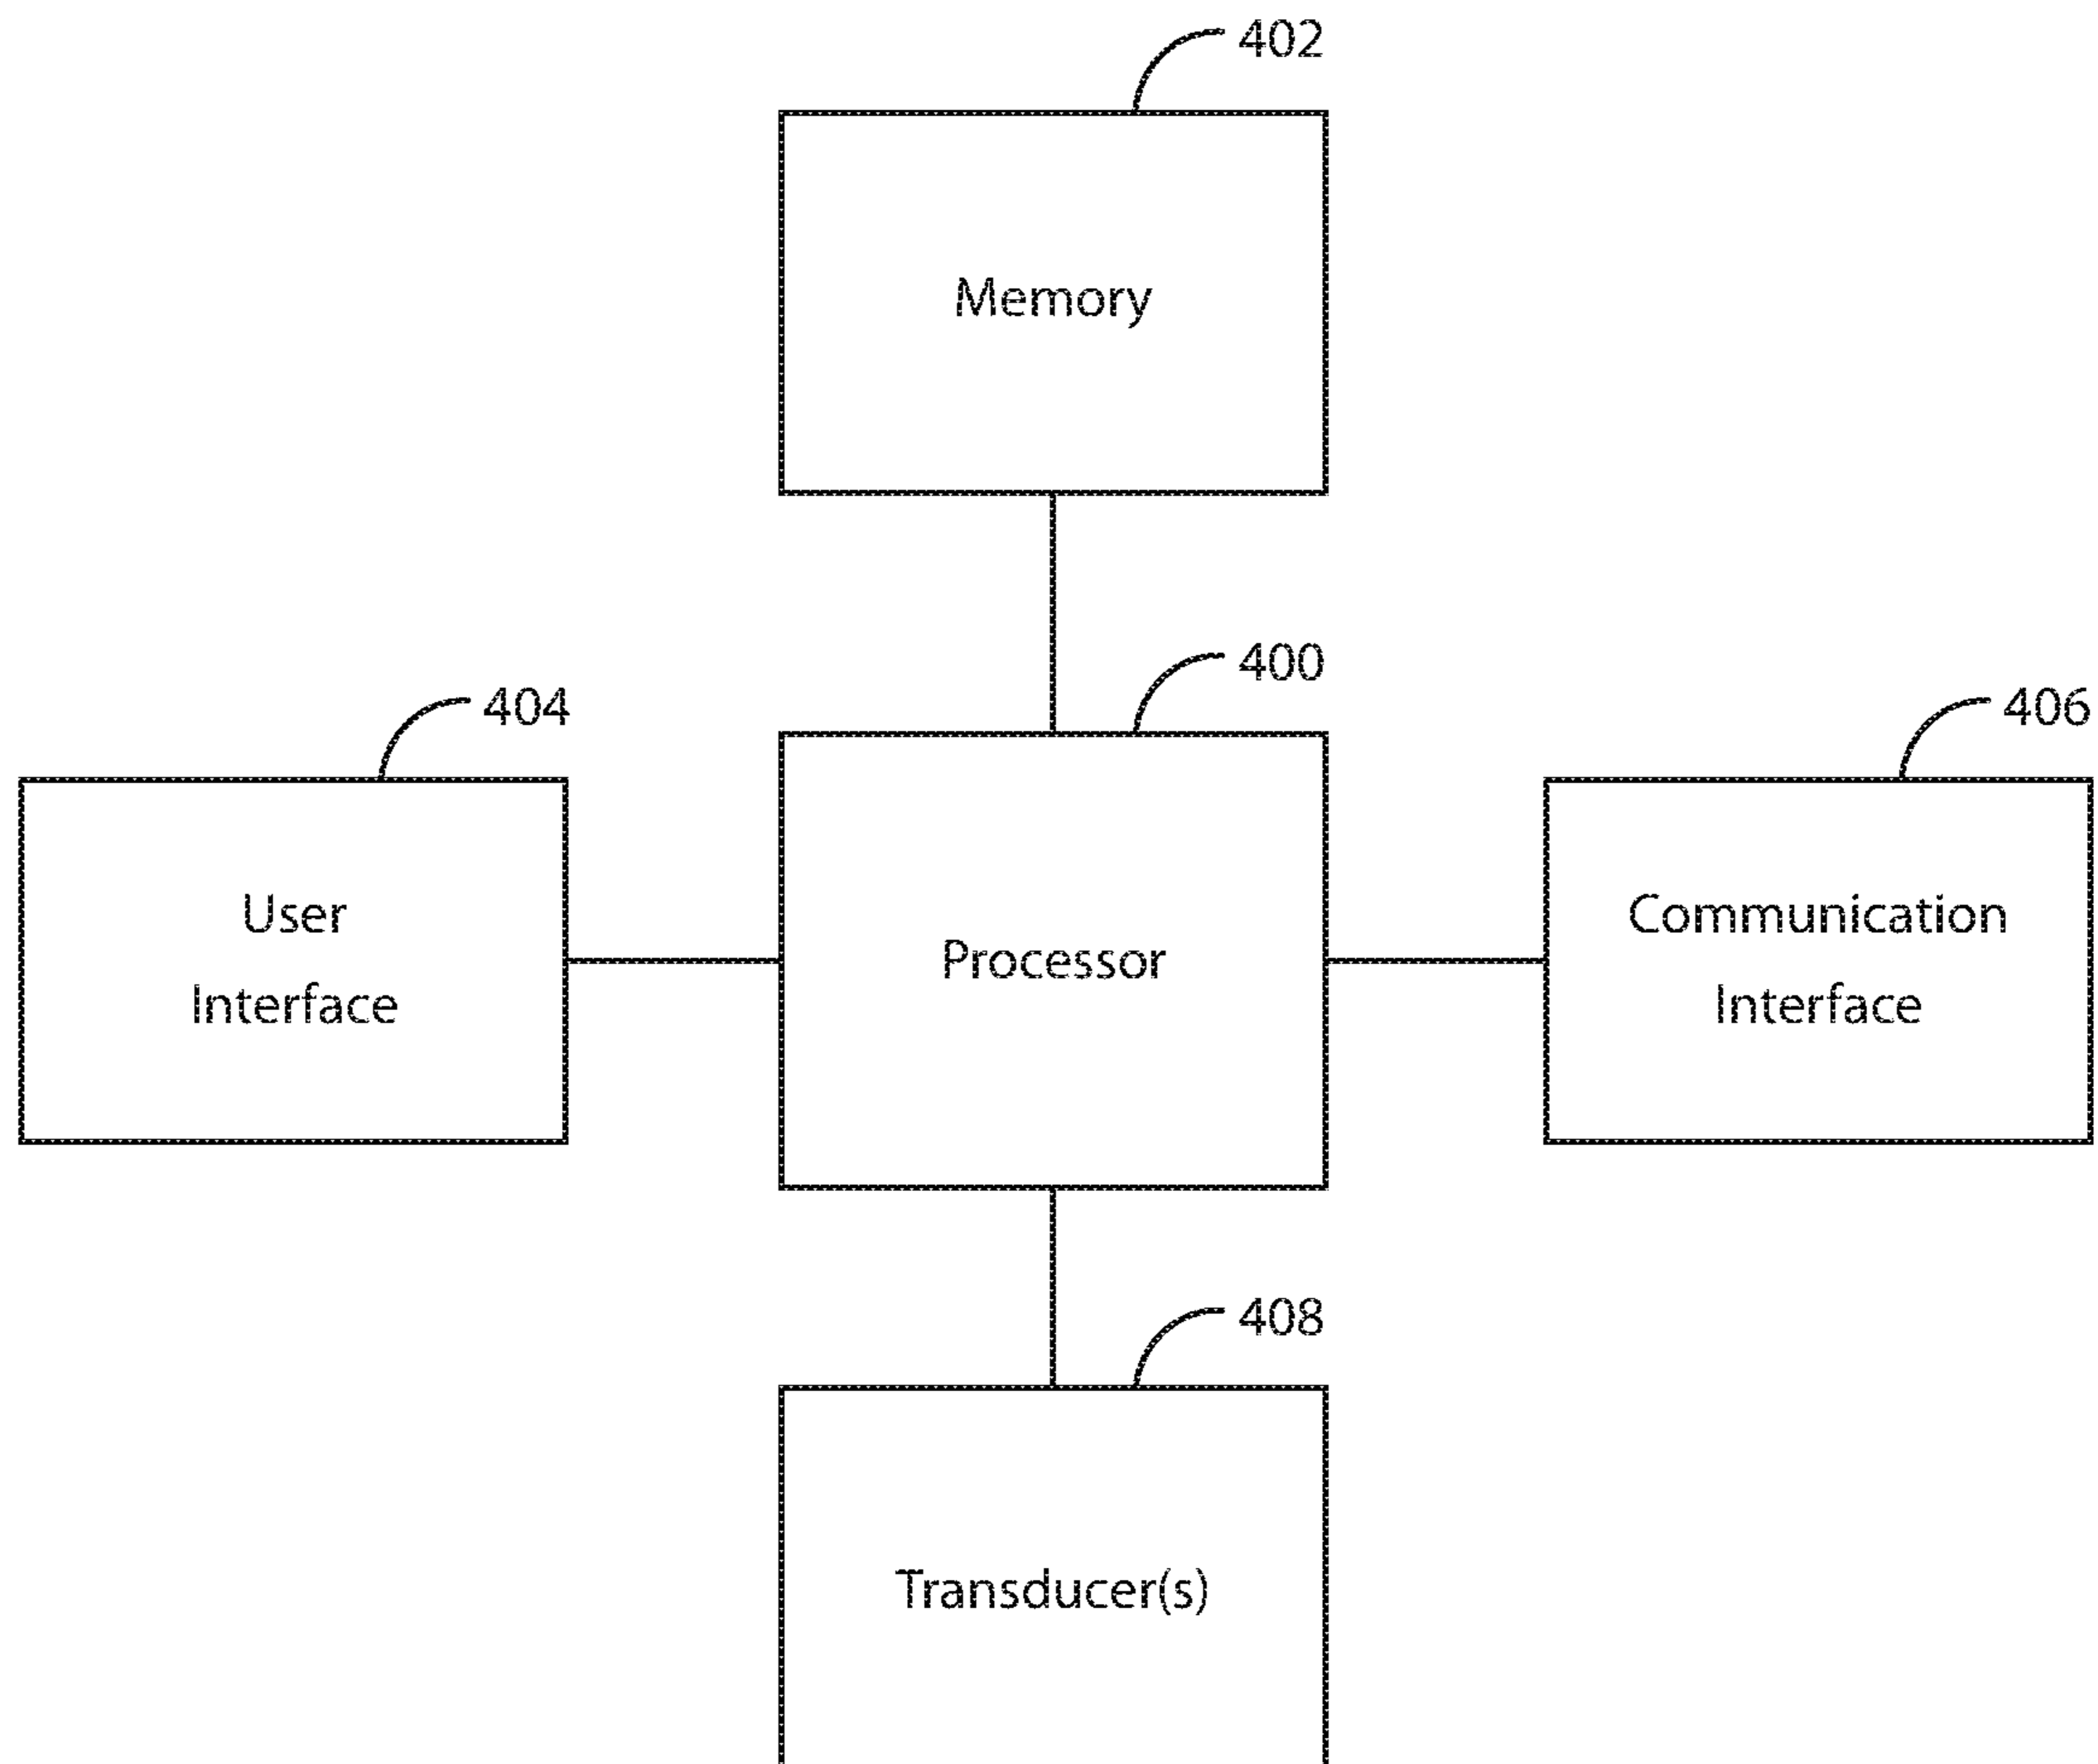 402
Memory
400
404
406
User
Interface
Processor
Communication
Interface
408
Transducer(s)